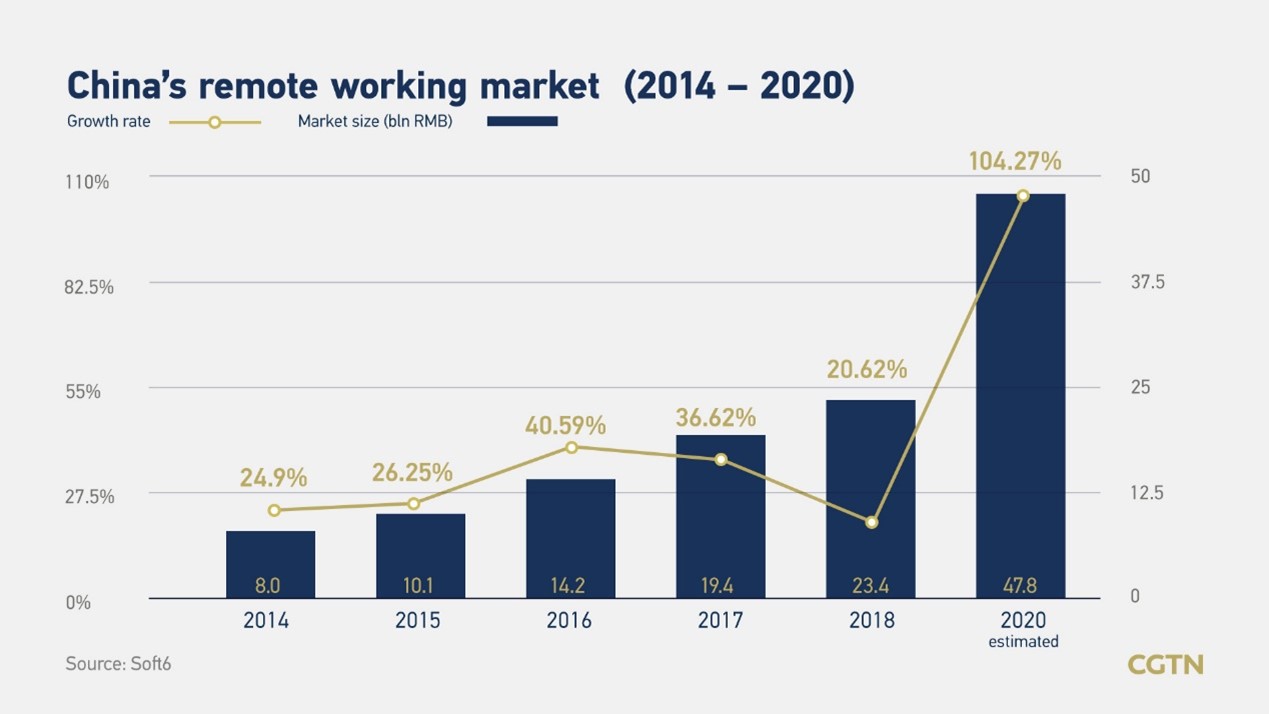 China's remote working market (2014 – 2020)
Growth rate Market size (bln RMB)
104.27%
110% 50
82.5% 37.5
20.62%
55% 25
40.59% 36.62%
24.9% 26.25%
27.5% 12.5
8.0 10.1 14.2 19.4 23.4 47.8
0% 0
2014 2015 2016 2017 2018 2020
estimated
Source: Soft6
CGTN